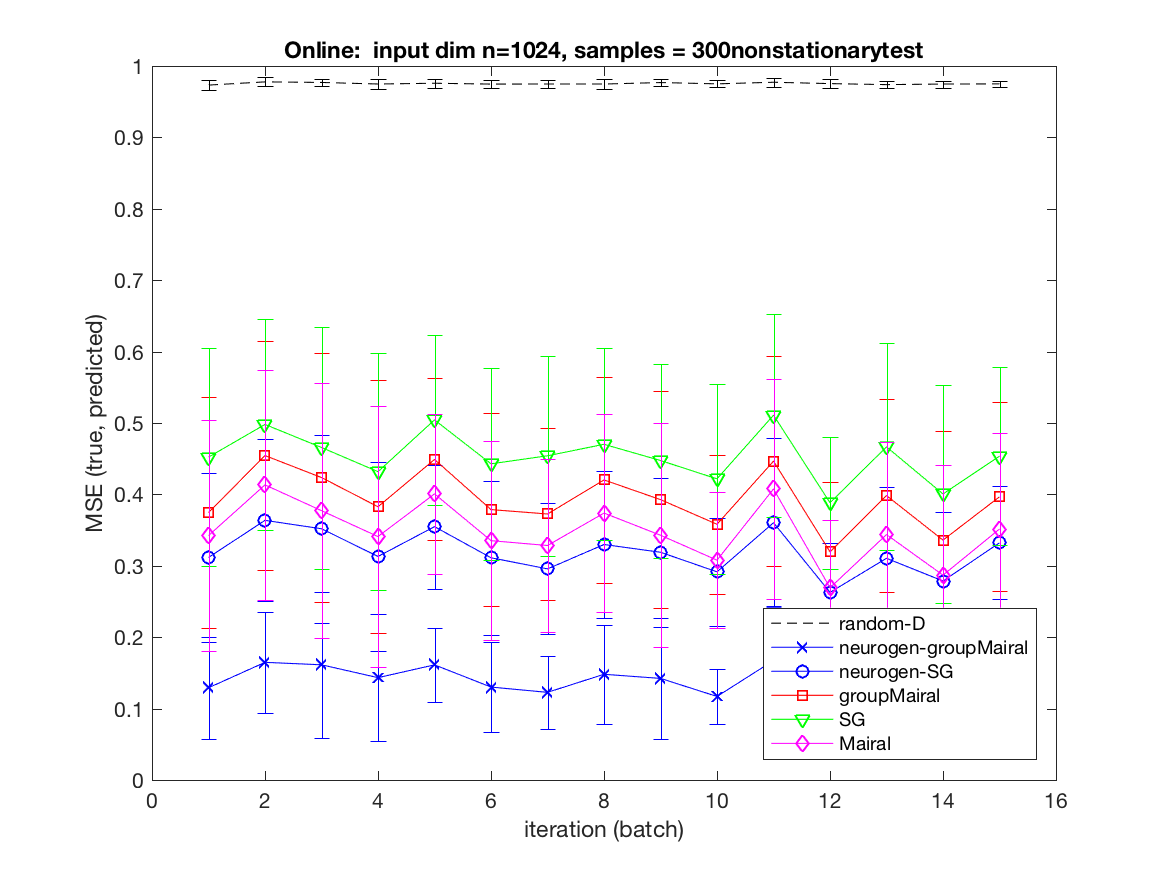 Online:  input dim n=1024, samples = 300nonstationarytest
MSE (true, predicted)
1
0.9
0.8
0.7
0.6
0.5
0.4
0.3
0.2
0.1
0
random-D
neurogen-groupMairal
neurogen-SG
groupMairal
SG
Mairal
0 2 4 6 8 10 12 14 16
iteration (batch)